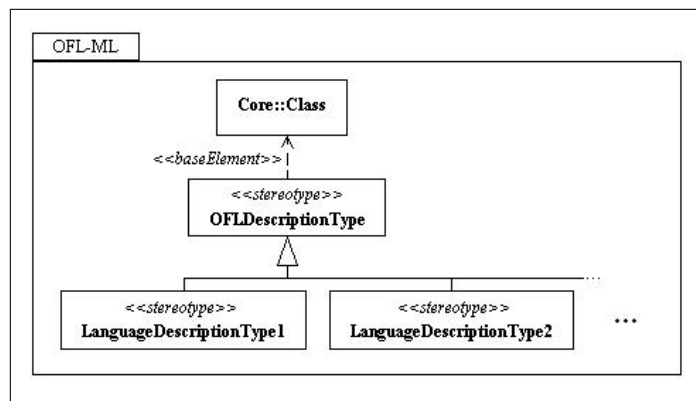 OFL-ML
Core::Class
<<baseElement>>
<<stereotype>>
OFLDescriptionType
<<stereotype>>
LanguageDescriptionType1
<<stereotype>>
LanguageDescriptionType2
...